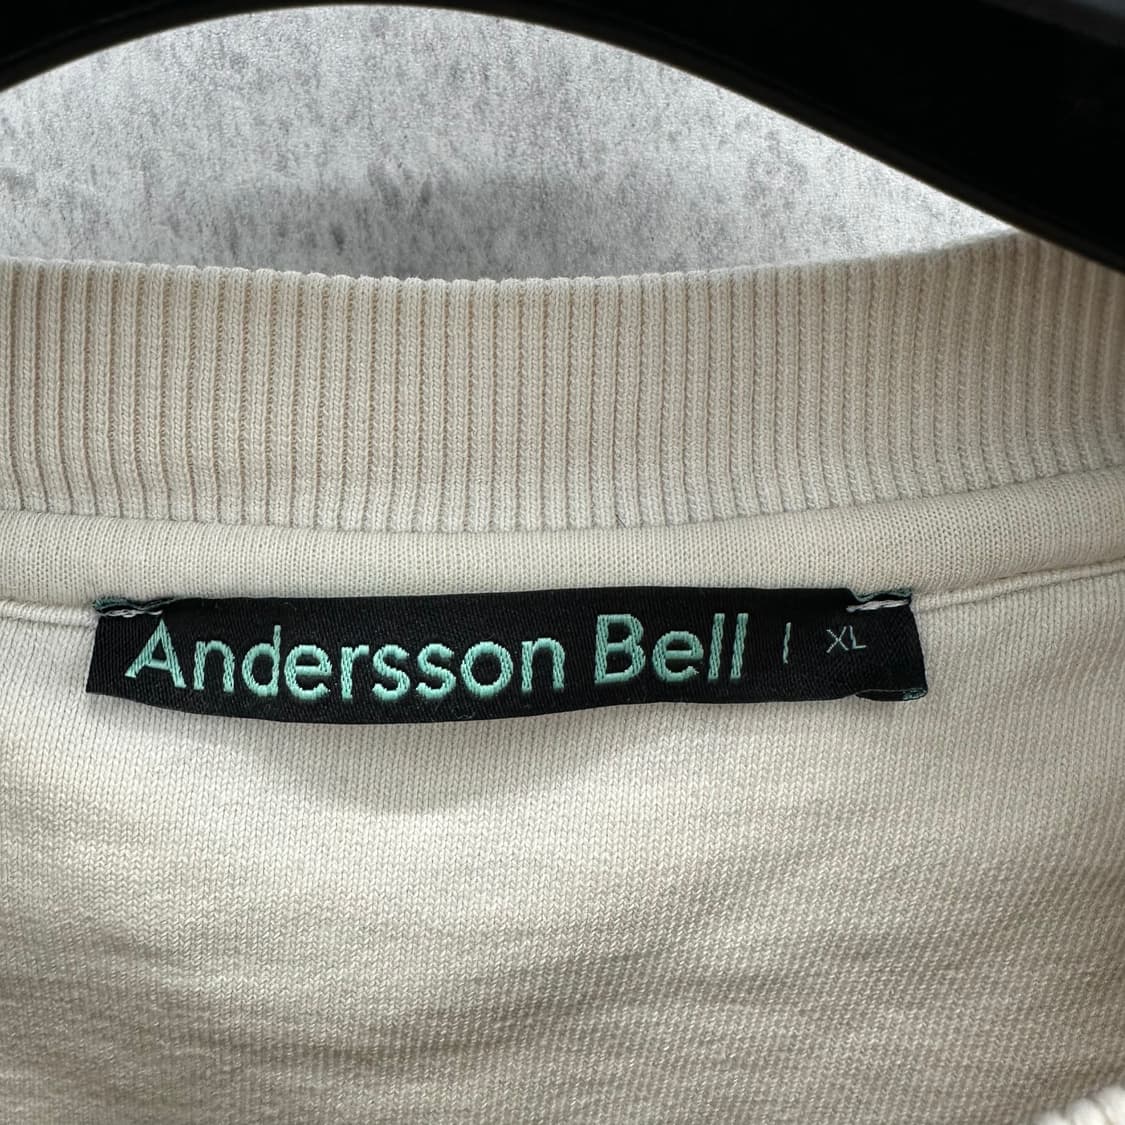 Andersson Bell | XL